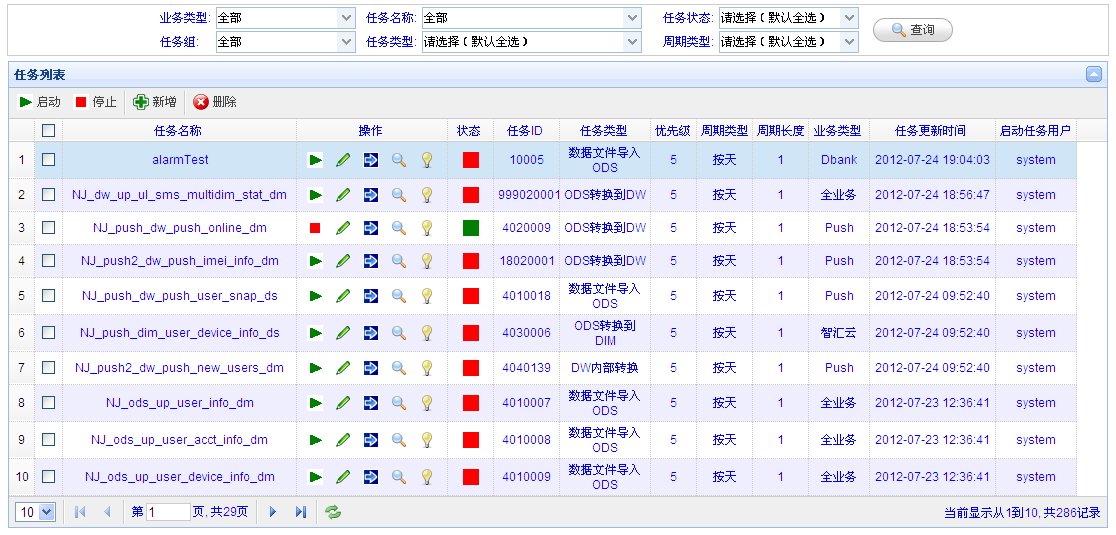 业务类型: 全部 任务名称: 全部 任务状态: 请选择（默认全选）
任务组: 全部 任务类型: 请选择（默认全选） 周期类型: 请选择（默认全选） 查询
任务列表
启动 停止 新增 删除
任务名称 操作 状态 任务ID 任务类型 优先级 周期类型 周期长度 业务类型 任务更新时间 启动任务用户
1 alarmTest 10005 数据文件导入ODS 5 按天 1 Dbank 2012-07-24 19:04:03 system
2 NJ_dw_up_ul_sms_multidim_stat_dm 999020001 ODS转换到DW 5 按天 1 全业务 2012-07-24 18:56:47 system
3 NJ_push_dw_push_online_dm 4020009 ODS转换到DW 5 按天 1 Push 2012-07-24 18:53:54 system
4 NJ_push2_dw_push_imei_info_dm 18020001 ODS转换到DW 5 按天 1 Push 2012-07-24 18:53:54 system
5 NJ_push_dw_push_user_snap_ds 4010018 数据文件导入ODS 5 按天 1 Push 2012-07-24 09:52:40 system
6 NJ_push_dim_user_device_info_ds 4030006 ODS转换到DIM 5 按天 1 智汇云 2012-07-24 09:52:40 system
7 NJ_push2_dw_push_new_users_dm 4040139 DW内部转换 5 按天 1 Push 2012-07-24 09:52:40 system
8 NJ_ods_up_user_info_dm 4010007 数据文件导入ODS 5 按天 1 全业务 2012-07-23 12:36:41 system
9 NJ_ods_up_user_acct_info_dm 4010008 数据文件导入ODS 5 按天 1 全业务 2012-07-23 12:36:41 system
10 NJ_ods_up_user_device_info_dm 4010009 数据文件导入ODS 5 按天 1 全业务 2012-07-23 12:36:41 system
10 第 1 页, 共29页 当前显示从1到10, 共286记录